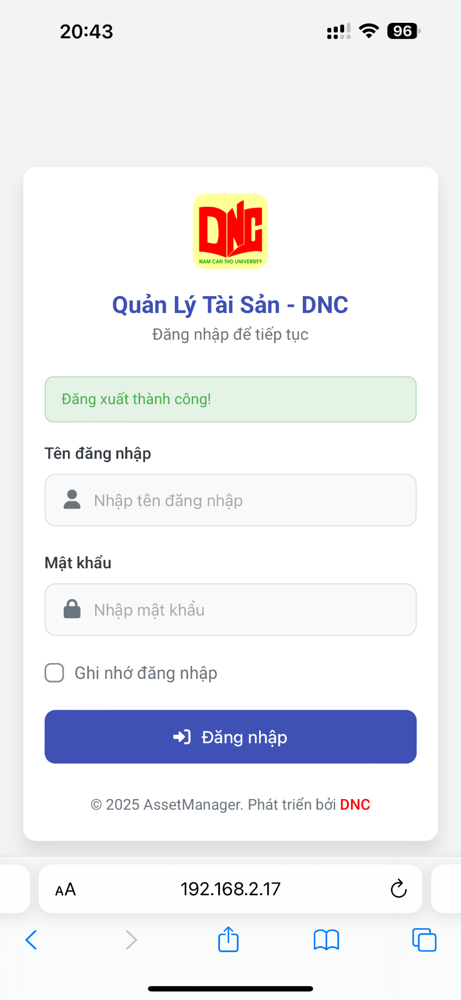 20:43
96
DNC
NAM CAN THO UNIVERSITY
Quản Lý Tài Sản - DNC
Đăng nhập để tiếp tục
Đăng xuất thành công!
Tên đăng nhập
Nhập tên đăng nhập
Mật khẩu
Nhập mật khẩu
Ghi nhớ đăng nhập
Đăng nhập
© 2025 AssetManager. Phát triển bởi DNC
AA 192.168.2.17